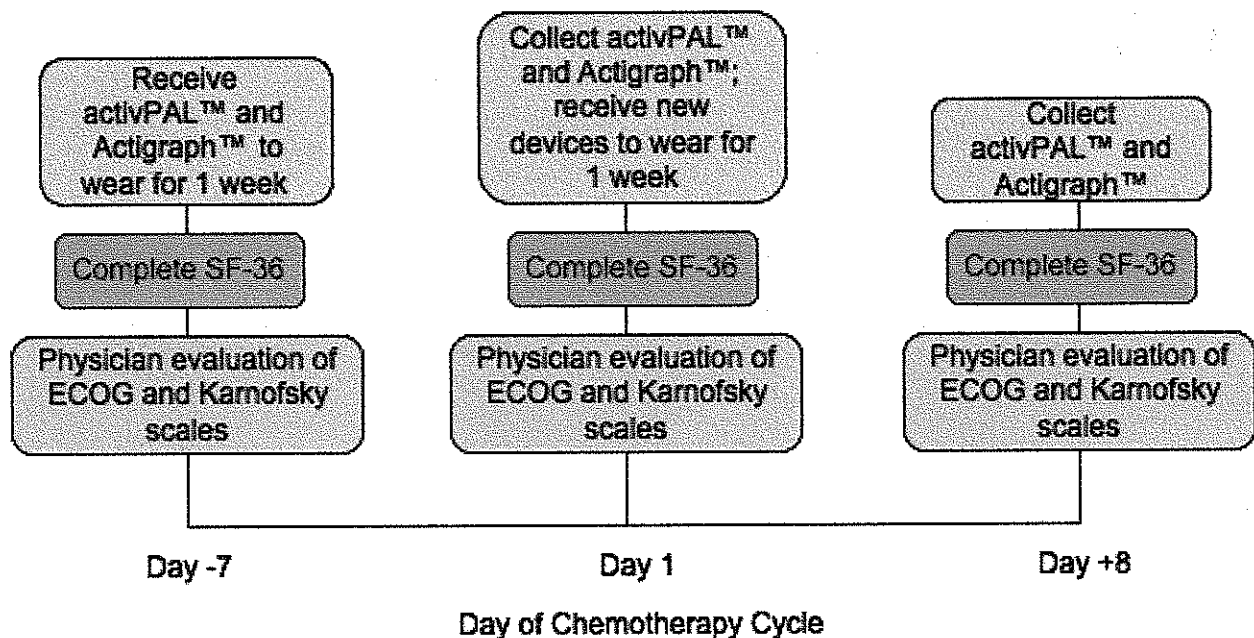 Receive
activPAL™ and
Actigraph™ to
wear for 1 week
Complete SF-36
Physician evaluation of
ECOG and Karnofsky
scales
Day -7
Collect activPAL™
and Actigraph™;
receive new
devices to wear for
1 week
Complete SF-36
Physician evaluation of
ECOG and Karnofsky
scales
Day 1
Collect
activPAL™ and
Actigraph™
Complete SF-36
Physician evaluation of
ECOG and Karnofsky
scales
Day +8
Day of Chemotherapy Cycle